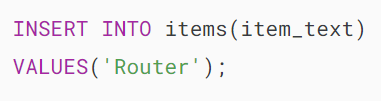 INSERT INTO items(item_text)
VALUES('Router');